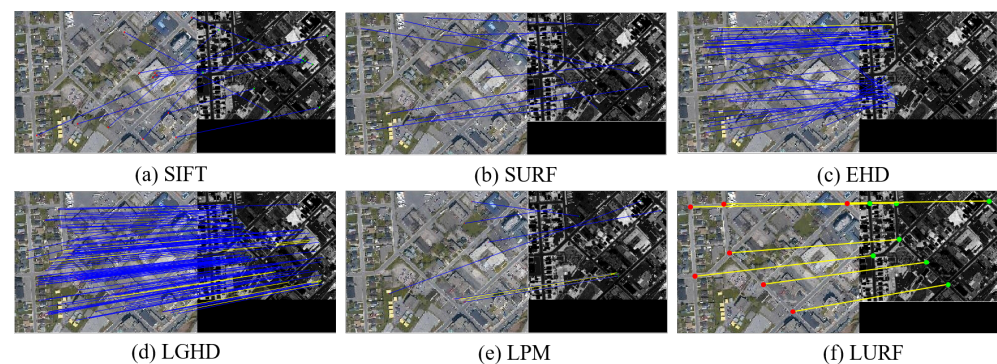 (a) SIFT
(b) SURF
(c) EHD
(d) LGHD
(e) LPM
(f) LURF